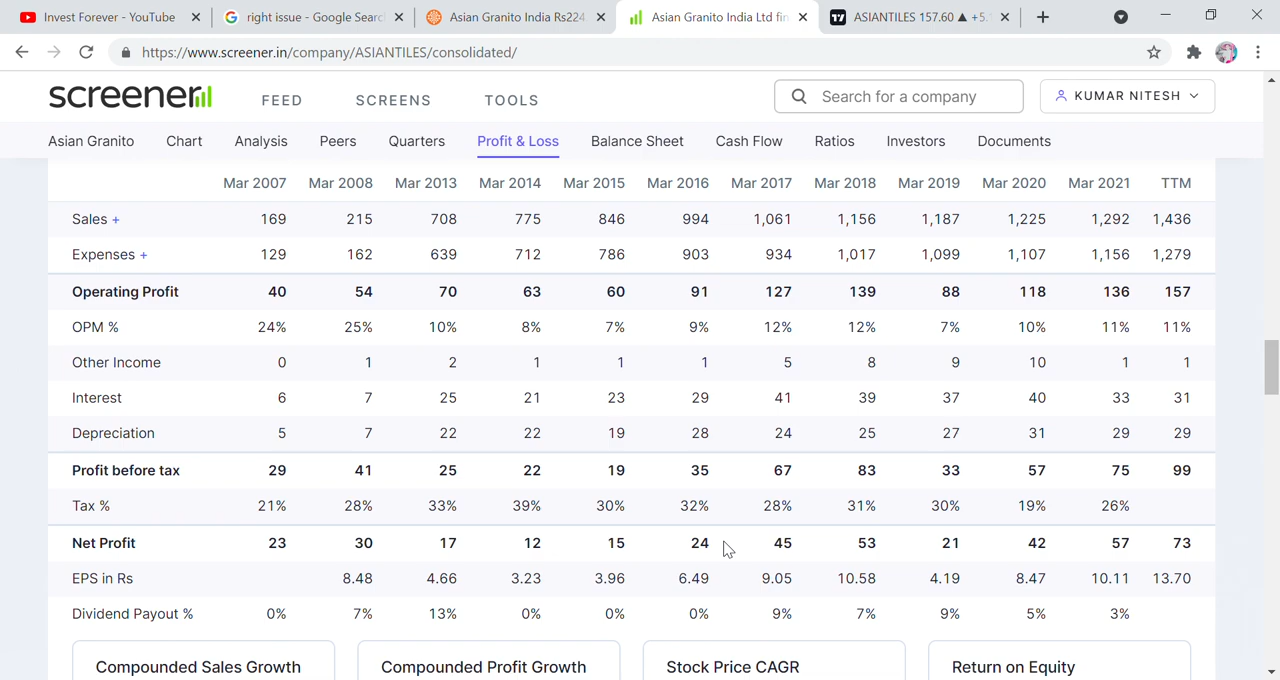 Invest Forever - YouTube
right issue - Google Searc
Asian Granito India Rs224
Asian Granito India Ltd fin
ASIANTILES 157.60 ▲ +5.
https://www.screener.in/company/ASIANTILES/consolidated/
screener
FEED
SCREENS
TOOLS
Search for a company
KUMAR NITESH
Asian Granito Chart Analysis Peers Quarters Profit & Loss Balance Sheet Cash Flow Ratios Investors Documents
Mar 2007 Mar 2008 Mar 2013 Mar 2014 Mar 2015 Mar 2016 Mar 2017 Mar 2018 Mar 2019 Mar 2020 Mar 2021 TTM
Sales + 169 215 708 775 846 994 1,061 1,156 1,187 1,225 1,292 1,436
Expenses + 129 162 639 712 786 903 934 1,017 1,099 1,107 1,156 1,279
Operating Profit 40 54 70 63 60 91 127 139 88 118 136 157
OPM % 24% 25% 10% 8% 7% 9% 12% 12% 7% 10% 11% 11%
Other Income 0 1 2 1 1 1 5 8 9 10 1 1
Interest 6 7 25 21 23 29 41 39 37 40 33 31
Depreciation 5 7 22 22 19 28 24 25 27 31 29 29
Profit before tax 29 41 25 22 19 35 67 83 33 57 75 99
Tax % 21% 28% 33% 39% 30% 32% 28% 31% 30% 19% 26%
Net Profit 23 30 17 12 15 24 45 53 21 42 57 73
EPS in Rs 8.48 4.66 3.23 3.96 6.49 9.05 10.58 4.19 8.47 10.11 13.70
Dividend Payout % 0% 7% 13% 0% 0% 0% 9% 7% 9% 5% 3%
Compounded Sales Growth
Compounded Profit Growth
Stock Price CAGR
Return on Equity